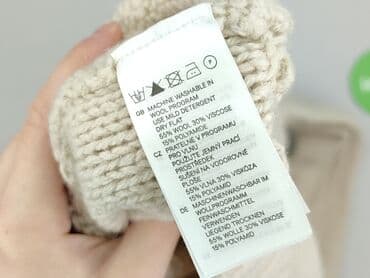 GB MACHINE WASHABLE IN
WOOL PROGRAM
USE MILD DETERGENT
DRY FLAT
55% WOOL 30% VISCOSE
15% POLYAMIDE
CZ PRATELNÉ V PROGRAMU
PRO VLNU
POUŽIJTE JEMNÝ PRACÍ
PROSTŘEDEK
SUŠENÍ NA VODOROVNÉ
PLOŠE
55% VLNA 30% VISKÓZA
15% POLYAMID
DE MASCHINENWASCHBAR IM
WOLLPROGRAMM
FEINWASCHMITTEL
VERWENDEN
LIEGEND TROCKNEN
55% WOLLE 30% VISKOSE
15% POLYAMID